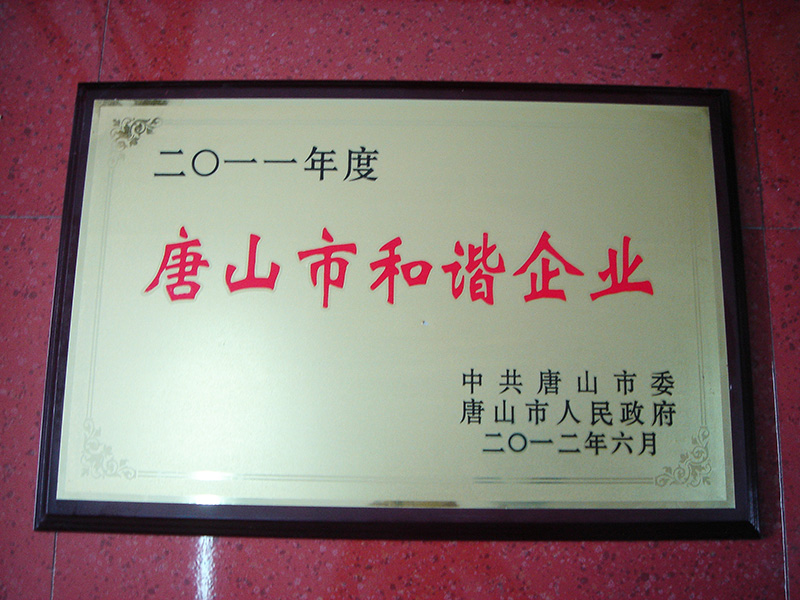 二〇一一年度
唐山市和谐企业
中共唐山市委
唐山市人民政府
二〇一二年六月